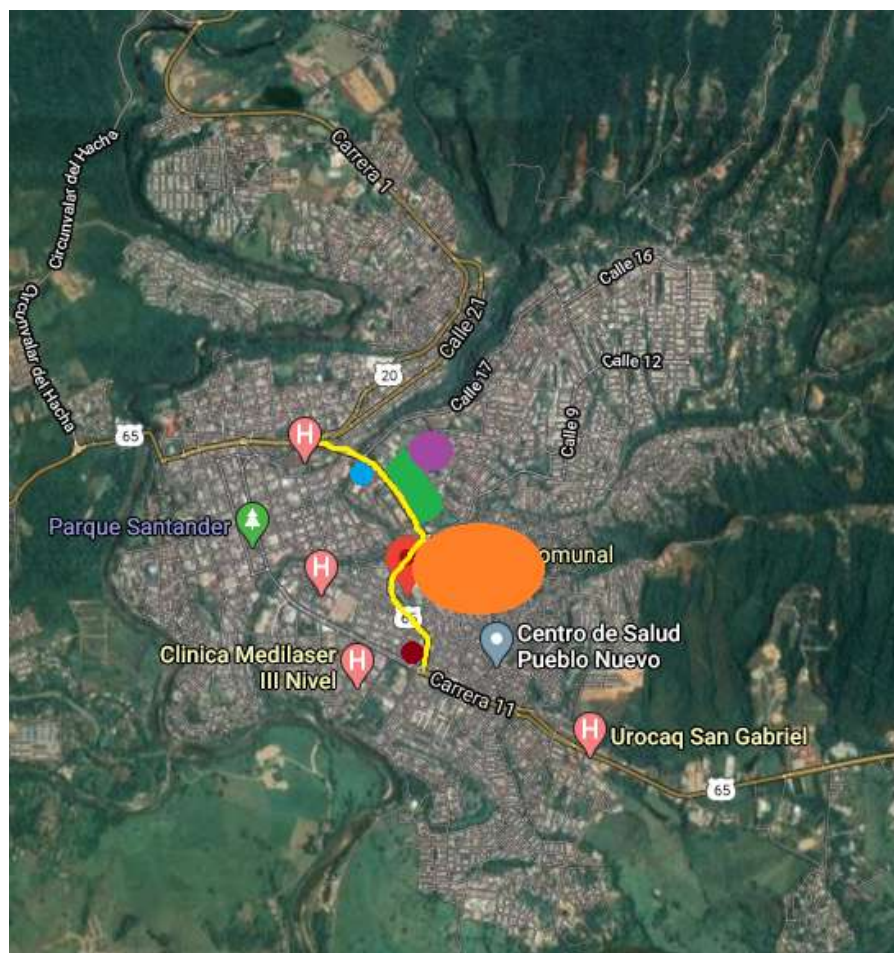 Circunvalar del Hacha
Carrera 1
Circunvalar del Hacha
Calle 16
Calle 21
20
Calle 12
Calle 17
Calle 9
65
H
Parque Santander
omunal
H
Centro de Salud
Pueblo Nuevo
Clinica Medilaser
III Nivel
H
Carrera 11
H
Urocaq San Gabriel
65